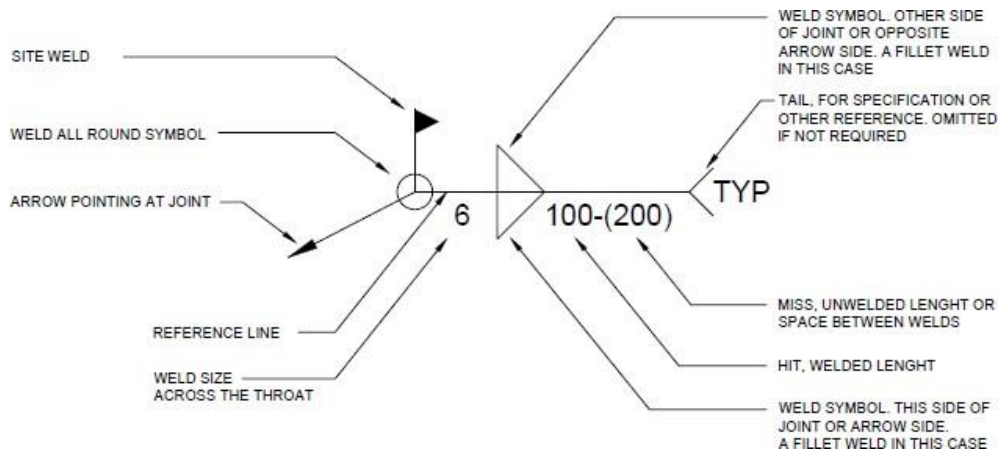 SITE WELD
WELD ALL ROUND SYMBOL
ARROW POINTING AT JOINT
REFERENCE LINE
WELD SIZE
ACROSS THE THROAT
6
100-(200)
TYP
WELD SYMBOL. OTHER SIDE
OF JOINT OR OPPOSITE
ARROW SIDE. A FILLET WELD
IN THIS CASE
TAIL, FOR SPECIFICATION OR
OTHER REFERENCE. OMITTED
IF NOT REQUIRED
MISS, UNWELDED LENGHT OR
SPACE BETWEEN WELDS
HIT, WELDED LENGHT
WELD SYMBOL. THIS SIDE OF
JOINT OR ARROW SIDE.
A FILLET WELD IN THIS CASE